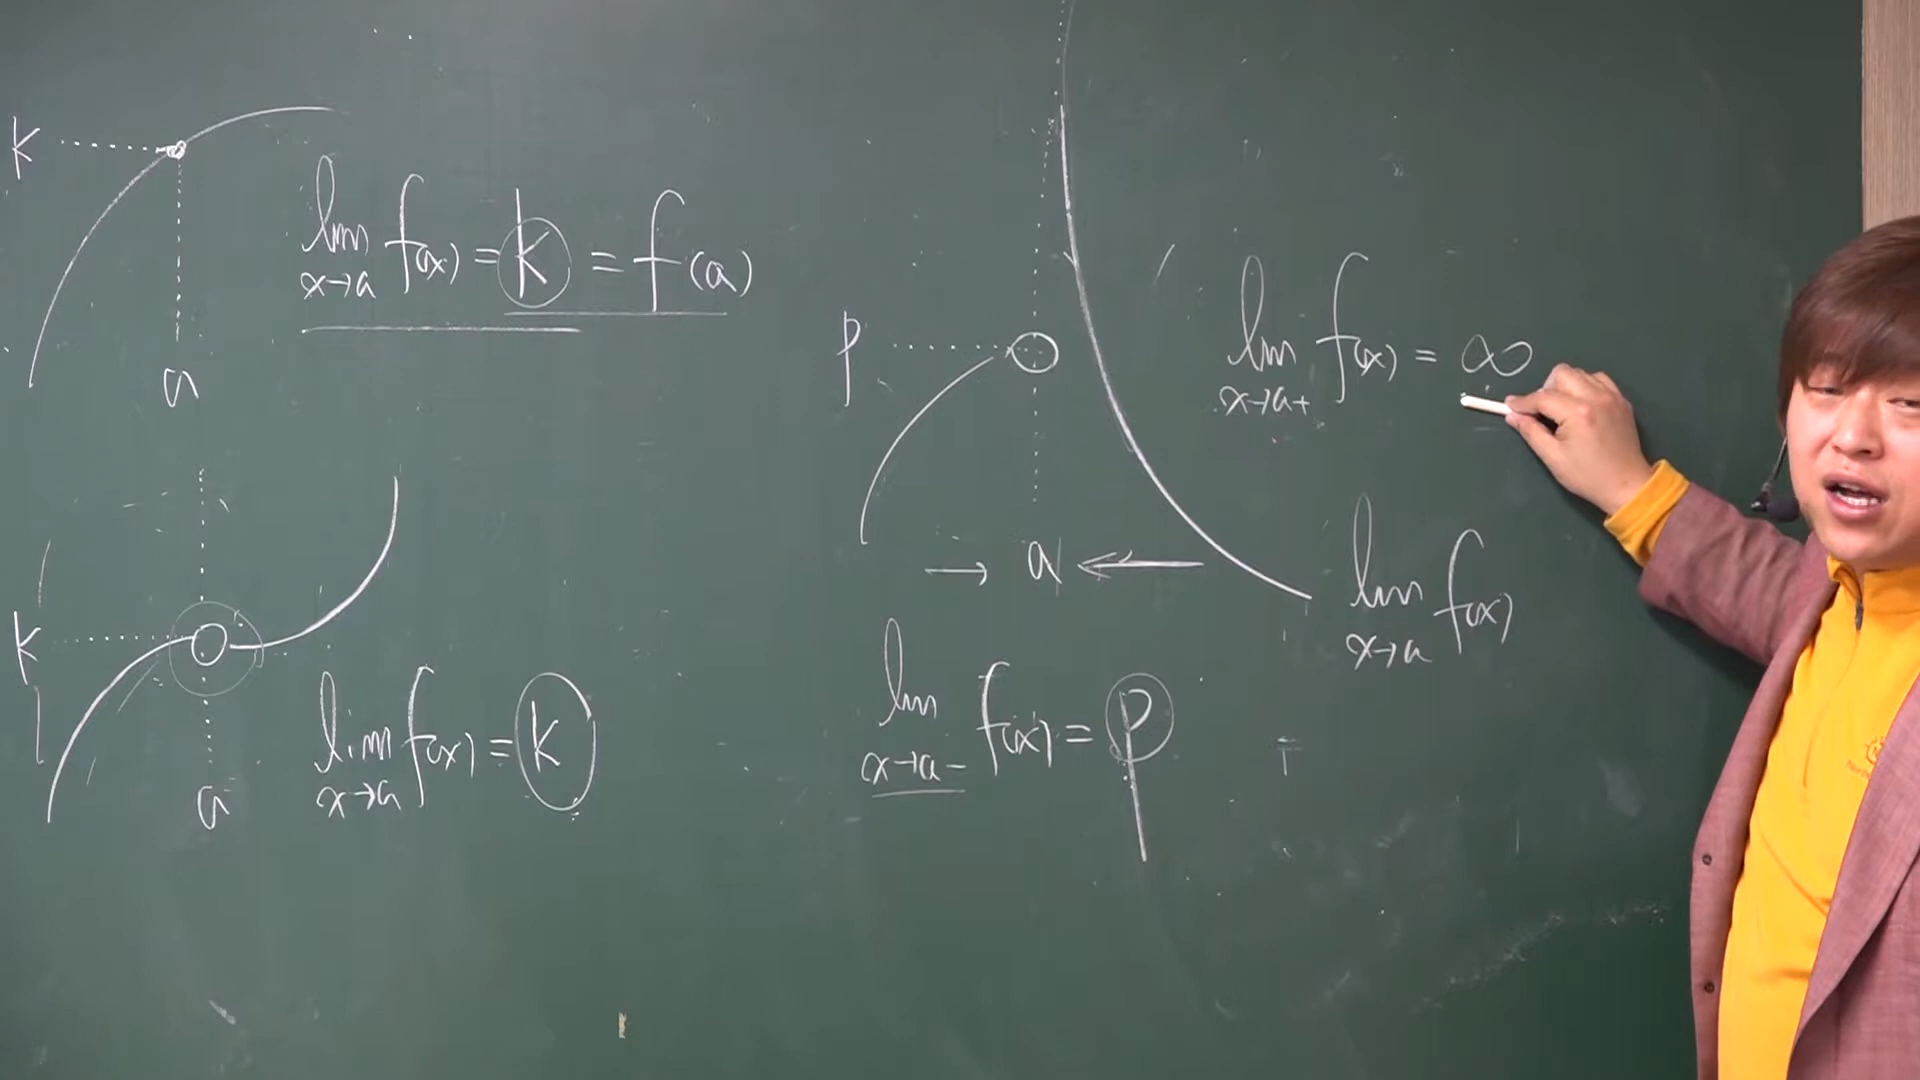 k
a
lim f(x) = k = f(a)
x→a
k
a
lim f(x) = k
x→a
p
→ a ←
lim f(x) = p
x→a-
lim f(x) = ∞
x→a+
lim f(x)
x→a